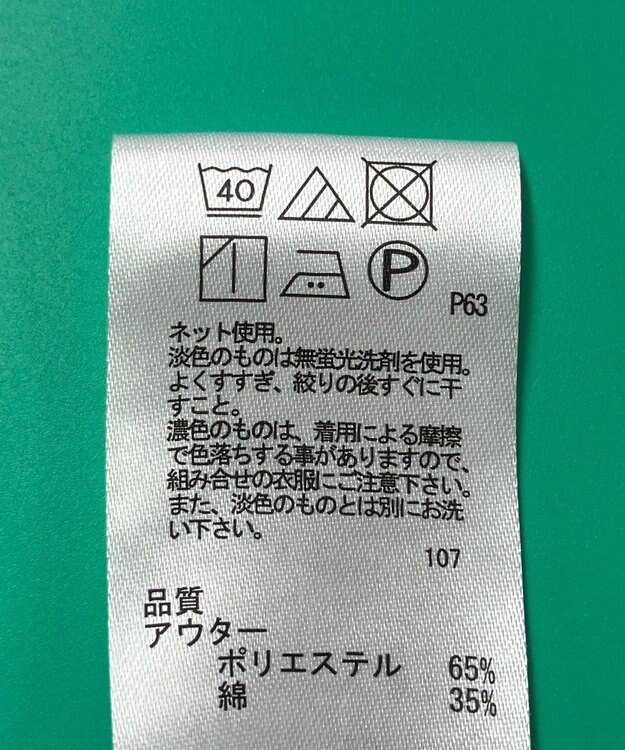 40
P
P63
ネット使用。
淡色のものは無蛍光洗剤を使用。
よくすすぎ、絞りの後すぐに干
すこと。
濃色のものは、着用による摩擦
で色落ちする事がありますので、
組み合せの衣服にご注意下さい。
また、淡色のものとは別にお洗
い下さい。
107
品質
アウター
ポリエステル 65%
綿 35%